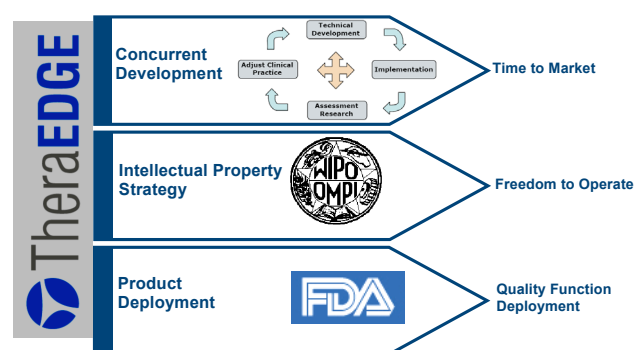 TheraEDGE
Concurrent
Development
Technical
Development
Adjust Clinical
Practice
Implementation
Assessment
Research
Time to Market
Intellectual Property
Strategy
WIPO
OMPI
Freedom to Operate
Product
Deployment
FDA
Quality Function
Deployment